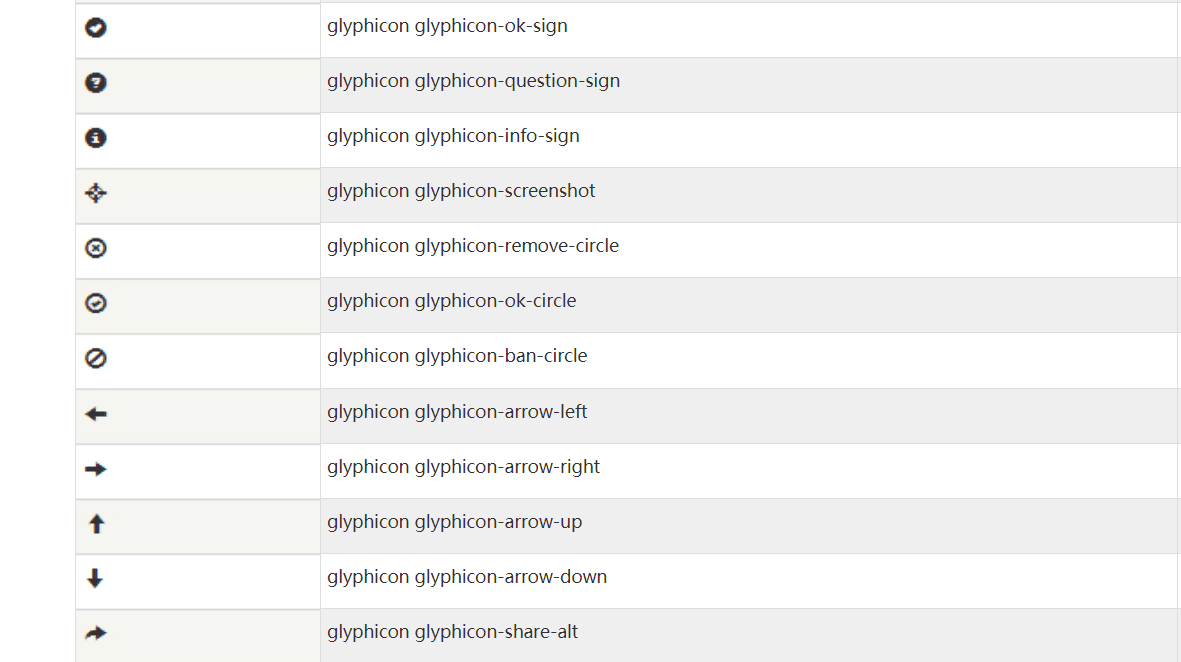 glyphicon glyphicon-ok-sign
glyphicon glyphicon-question-sign
glyphicon glyphicon-info-sign
glyphicon glyphicon-screenshot
glyphicon glyphicon-remove-circle
glyphicon glyphicon-ok-circle
glyphicon glyphicon-ban-circle
glyphicon glyphicon-arrow-left
glyphicon glyphicon-arrow-right
glyphicon glyphicon-arrow-up
glyphicon glyphicon-arrow-down
glyphicon glyphicon-share-alt